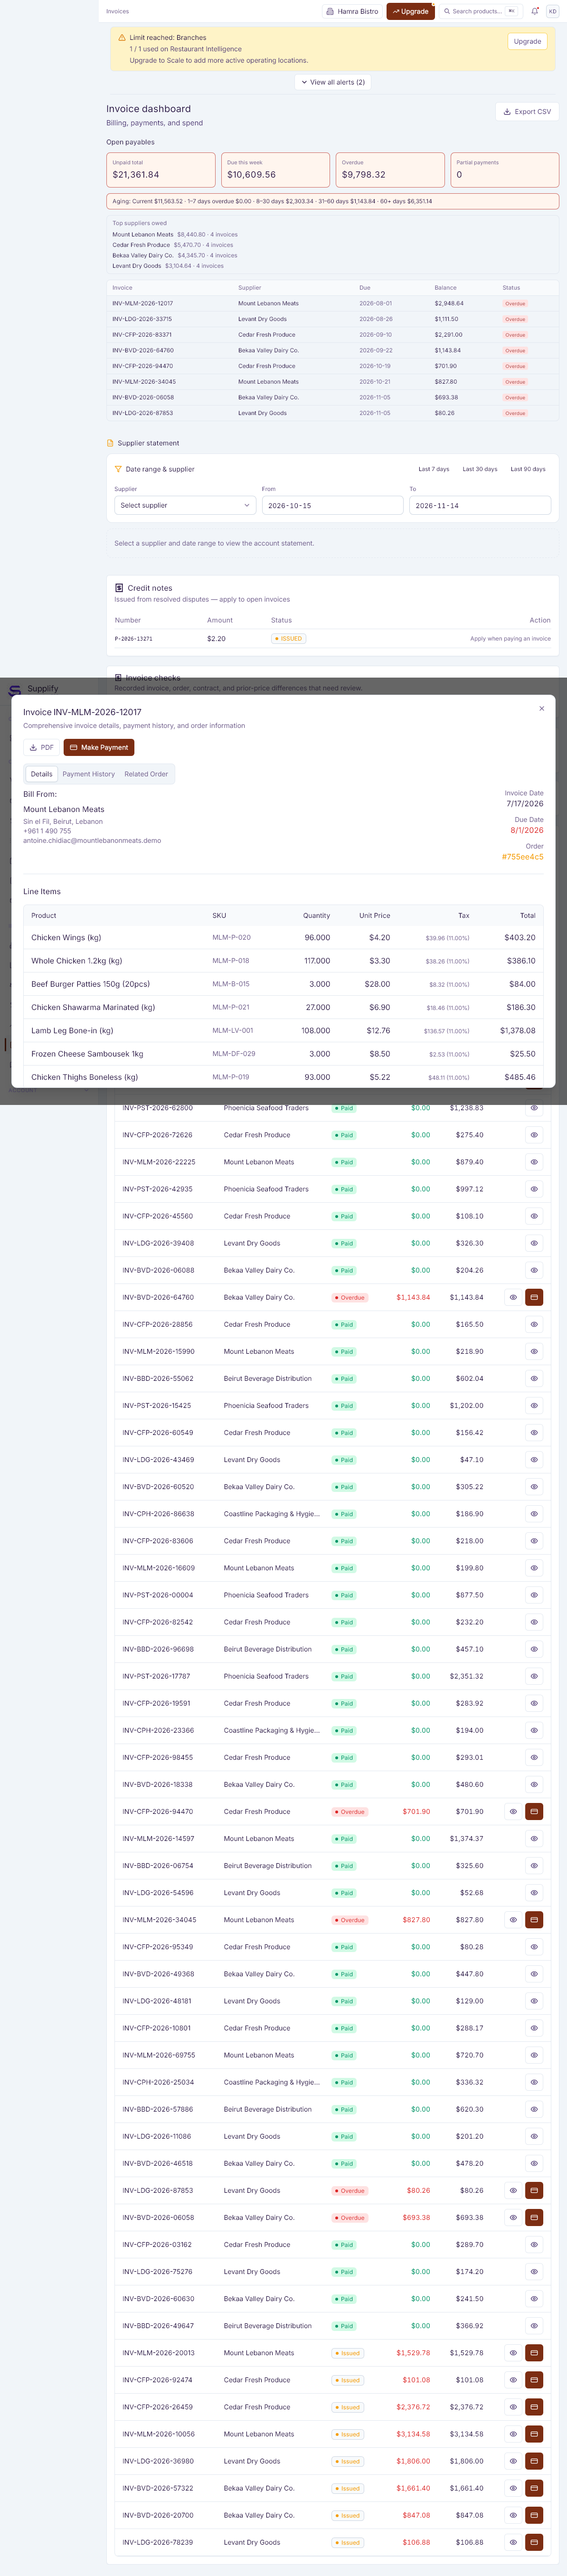 Invoices
Hamra Bistro
Upgrade
Search products...
KD
Limit reached: Branches
1 / 1 used on Restaurant Intelligence
Upgrade to Scale to add more active operating locations.
Upgrade
View all alerts (2)
Invoice dashboard
Billing, payments, and spend
Export CSV
Open payables
Unpaid total
$21,361.84
Due this week
$10,609.56
Overdue
$9,798.32
Partial payments
0
Aging: Current $11,563.52 · 1–7 days overdue $0.00 · 8–30 days $2,303.34 · 31–60 days $1,143.84 · 60+ days $6,351.14
Top suppliers owed
Mount Lebanon Meats $8,440.80 · 4 invoices
Cedar Fresh Produce $5,470.70 · 4 invoices
Bekaa Valley Dairy Co. $4,345.70 · 4 invoices
Levant Dry Goods $3,104.64 · 4 invoices
Invoice Supplier Due Balance Status
INV-MLM-2026-12017 Mount Lebanon Meats 2026-08-01 $2,948.64 Overdue
INV-LDG-2026-33715 Levant Dry Goods 2026-08-26 $1,111.50 Overdue
INV-CFP-2026-83371 Cedar Fresh Produce 2026-09-10 $2,291.00 Overdue
INV-BVD-2026-64760 Bekaa Valley Dairy Co. 2026-09-22 $1,143.84 Overdue
INV-CFP-2026-94470 Cedar Fresh Produce 2026-10-19 $701.90 Overdue
INV-MLM-2026-34045 Mount Lebanon Meats 2026-10-21 $827.80 Overdue
INV-BVD-2026-06058 Bekaa Valley Dairy Co. 2026-11-05 $693.38 Overdue
INV-LDG-2026-87853 Levant Dry Goods 2026-11-05 $80.26 Overdue
Supplier statement
Date range & supplier
Last 7 days Last 30 days Last 90 days
Supplier From To
Select supplier 2026-10-15 2026-11-14
Select a supplier and date range to view the account statement.
Credit notes
Issued from resolved disputes — apply to open invoices
Number Amount Status Action
P-2026-13271 $2.20 ISSUED Apply when paying an invoice
Invoice checks
Supplify
Recorded invoice, order, contract, and prior-price differences that need review.
Invoice INV-MLM-2026-12017
Comprehensive invoice details, payment history, and order information
PDF
Make Payment
Details Payment History Related Order
Bill From:
Mount Lebanon Meats
Sin el Fil, Beirut, Lebanon
+961 1 490 755
antoine.chidiac@mountlebanonmeats.demo
Invoice Date
7/17/2026
Due Date
8/1/2026
Order
#755ee4c5
Line Items
Product SKU Quantity Unit Price Tax Total
Chicken Wings (kg) MLM-P-020 96.000 $4.20 $39.96 (11.00%) $403.20
Whole Chicken 1.2kg (kg) MLM-P-018 117.000 $3.30 $38.26 (11.00%) $386.10
Beef Burger Patties 150g (20pcs) MLM-B-015 3.000 $28.00 $8.32 (11.00%) $84.00
Chicken Shawarma Marinated (kg) MLM-P-021 27.000 $6.90 $18.46 (11.00%) $186.30
Lamb Leg Bone-in (kg) MLM-LV-001 108.000 $12.76 $136.57 (11.00%) $1,378.08
Frozen Cheese Sambousek 1kg MLM-DF-029 3.000 $8.50 $2.53 (11.00%) $25.50
Chicken Thighs Boneless (kg) MLM-P-019 93.000 $5.22 $48.11 (11.00%) $485.46
INV-PST-2026-62800 Phoenicia Seafood Traders Paid $0.00 $1,238.83
INV-CFP-2026-72626 Cedar Fresh Produce Paid $0.00 $275.40
INV-MLM-2026-22225 Mount Lebanon Meats Paid $0.00 $879.40
INV-PST-2026-42935 Phoenicia Seafood Traders Paid $0.00 $997.12
INV-CFP-2026-45560 Cedar Fresh Produce Paid $0.00 $108.10
INV-LDG-2026-39408 Levant Dry Goods Paid $0.00 $326.30
INV-BVD-2026-06088 Bekaa Valley Dairy Co. Paid $0.00 $204.26
INV-BVD-2026-64760 Bekaa Valley Dairy Co. Overdue $1,143.84 $1,143.84
INV-CFP-2026-28856 Cedar Fresh Produce Paid $0.00 $165.50
INV-MLM-2026-15990 Mount Lebanon Meats Paid $0.00 $218.90
INV-BBD-2026-55062 Beirut Beverage Distribution Paid $0.00 $602.04
INV-PST-2026-15425 Phoenicia Seafood Traders Paid $0.00 $1,202.00
INV-CFP-2026-60549 Cedar Fresh Produce Paid $0.00 $156.42
INV-LDG-2026-43469 Levant Dry Goods Paid $0.00 $47.10
INV-BVD-2026-60520 Bekaa Valley Dairy Co. Paid $0.00 $305.22
INV-CPH-2026-86638 Coastline Packaging & Hygie... Paid $0.00 $186.90
INV-CFP-2026-83606 Cedar Fresh Produce Paid $0.00 $218.00
INV-MLM-2026-16609 Mount Lebanon Meats Paid $0.00 $199.80
INV-PST-2026-00004 Phoenicia Seafood Traders Paid $0.00 $877.50
INV-CFP-2026-82542 Cedar Fresh Produce Paid $0.00 $232.20
INV-BBD-2026-96698 Beirut Beverage Distribution Paid $0.00 $457.10
INV-PST-2026-17787 Phoenicia Seafood Traders Paid $0.00 $2,351.32
INV-CFP-2026-19591 Cedar Fresh Produce Paid $0.00 $283.92
INV-CPH-2026-23366 Coastline Packaging & Hygie... Paid $0.00 $194.00
INV-CFP-2026-98455 Cedar Fresh Produce Paid $0.00 $293.01
INV-BVD-2026-18338 Bekaa Valley Dairy Co. Paid $0.00 $480.60
INV-CFP-2026-94470 Cedar Fresh Produce Overdue $701.90 $701.90
INV-MLM-2026-14597 Mount Lebanon Meats Paid $0.00 $1,374.37
INV-BBD-2026-06754 Beirut Beverage Distribution Paid $0.00 $325.60
INV-LDG-2026-54596 Levant Dry Goods Paid $0.00 $52.68
INV-MLM-2026-34045 Mount Lebanon Meats Overdue $827.80 $827.80
INV-CFP-2026-95349 Cedar Fresh Produce Paid $0.00 $80.28
INV-BVD-2026-49368 Bekaa Valley Dairy Co. Paid $0.00 $447.80
INV-LDG-2026-48181 Levant Dry Goods Paid $0.00 $129.00
INV-CFP-2026-10801 Cedar Fresh Produce Paid $0.00 $288.17
INV-MLM-2026-69755 Mount Lebanon Meats Paid $0.00 $720.70
INV-CPH-2026-25034 Coastline Packaging & Hygie... Paid $0.00 $336.32
INV-BBD-2026-57886 Beirut Beverage Distribution Paid $0.00 $620.30
INV-LDG-2026-11086 Levant Dry Goods Paid $0.00 $201.20
INV-BVD-2026-46518 Bekaa Valley Dairy Co. Paid $0.00 $478.20
INV-LDG-2026-87853 Levant Dry Goods Overdue $80.26 $80.26
INV-BVD-2026-06058 Bekaa Valley Dairy Co. Overdue $693.38 $693.38
INV-CFP-2026-03162 Cedar Fresh Produce Paid $0.00 $289.70
INV-LDG-2026-75276 Levant Dry Goods Paid $0.00 $174.20
INV-BVD-2026-60630 Bekaa Valley Dairy Co. Paid $0.00 $241.50
INV-BBD-2026-49647 Beirut Beverage Distribution Paid $0.00 $366.92
INV-MLM-2026-20013 Mount Lebanon Meats Issued $1,529.78 $1,529.78
INV-CFP-2026-92474 Cedar Fresh Produce Issued $101.08 $101.08
INV-CFP-2026-26459 Cedar Fresh Produce Issued $2,376.72 $2,376.72
INV-MLM-2026-10056 Mount Lebanon Meats Issued $3,134.58 $3,134.58
INV-LDG-2026-36980 Levant Dry Goods Issued $1,806.00 $1,806.00
INV-BVD-2026-57322 Bekaa Valley Dairy Co. Issued $1,661.40 $1,661.40
INV-BVD-2026-20700 Bekaa Valley Dairy Co. Issued $847.08 $847.08
INV-LDG-2026-78239 Levant Dry Goods Issued $106.88 $106.88